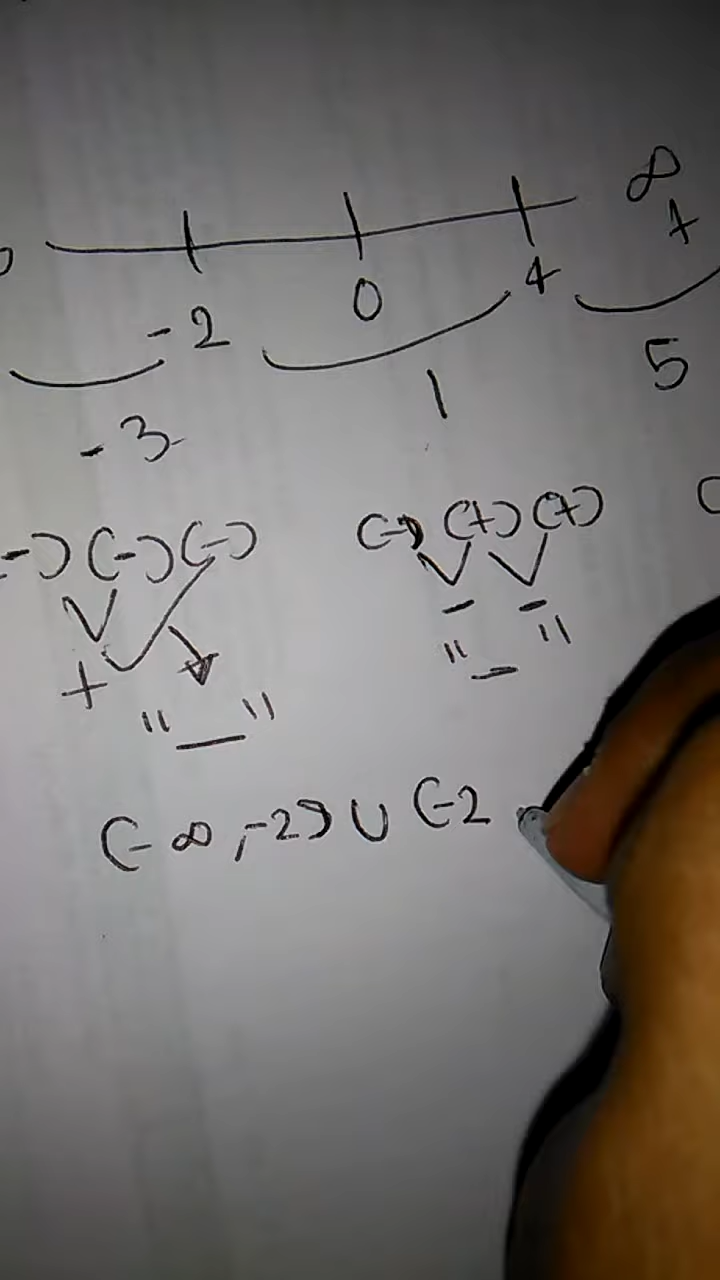 ∞
+
-2 0 4
-3 1 5
-) (-) (-) (-) (+) (+)
+ - -
"-" "-"
(-∞, -2) ∪ (-2